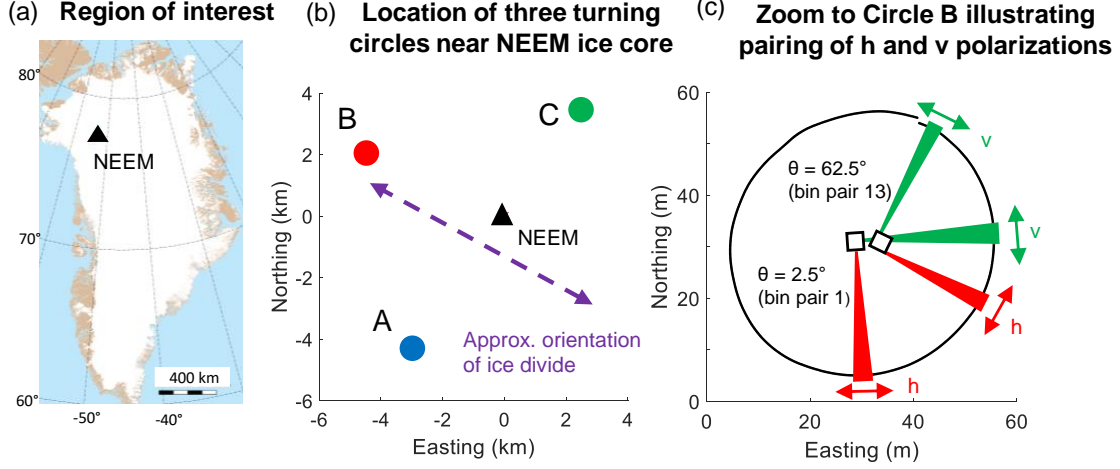 (a) Region of interest
80°
NEEM
70°
400 km
60°
-50° -40°
(b) Location of three turning
circles near NEEM ice core
4
2
0
-2
-4
-6
Northing (km)
B
C
NEEM
A
Approx. orientation
of ice divide
-6 -4 -2 0 2 4
Easting (km)
(c) Zoom to Circle B illustrating
pairing of h and v polarizations
60
40
20
0
Northing (m)
v
θ = 62.5°
(bin pair 13)
v
θ = 2.5°
(bin pair 1)
h
h
0 20 40 60
Easting (m)